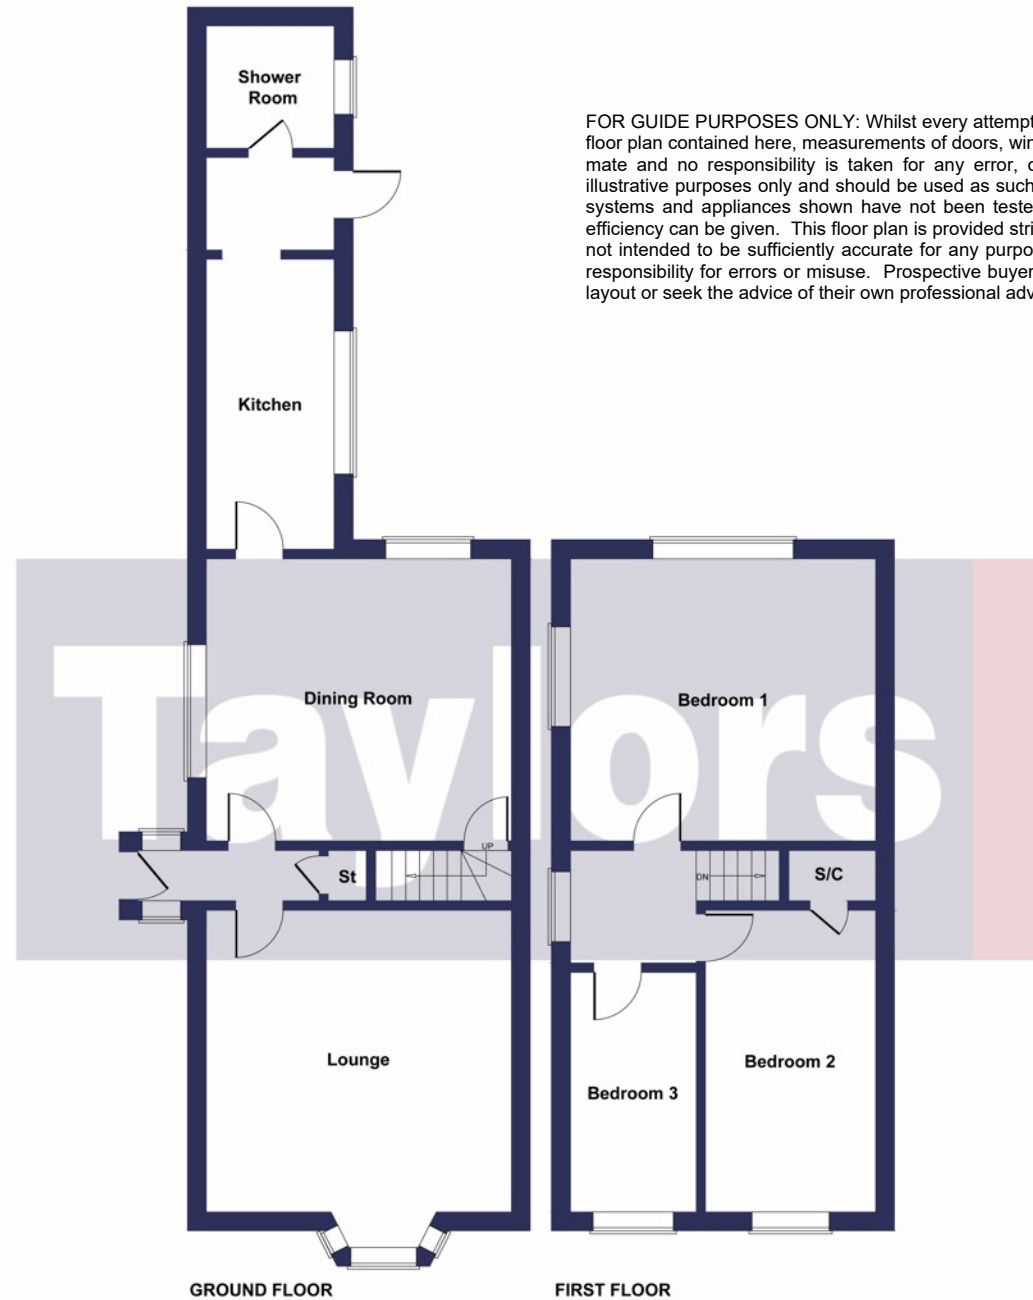 Shower
Room
FOR GUIDE PURPOSES ONLY: Whilst every attempt
floor plan contained here, measurements of doors, win
mate and no responsibility is taken for any error, o
illustrative purposes only and should be used as such
systems and appliances shown have not been teste
efficiency can be given. This floor plan is provided stri
not intended to be sufficiently accurate for any purpo
responsibility for errors or misuse. Prospective buyer
layout or seek the advice of their own professional adv
Kitchen
Dining Room
Bedroom 1
Taylors
UP
St
DN
S/C
Lounge
Bedroom 2
Bedroom 3
GROUND FLOOR
FIRST FLOOR